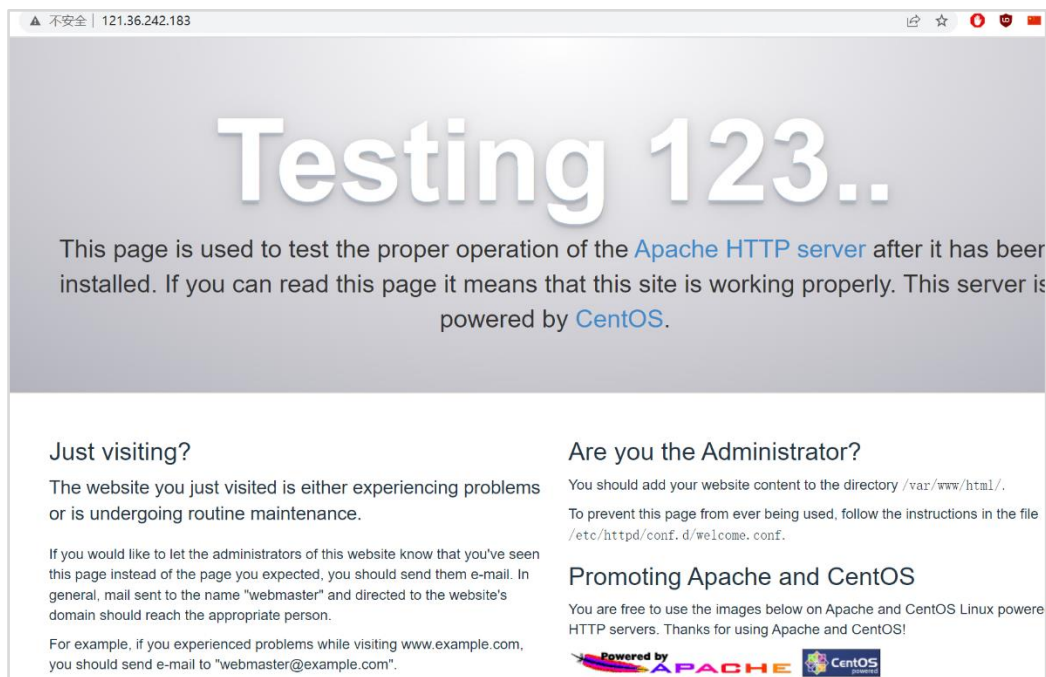 不安全 121.36.242.183
Testing 123..
This page is used to test the proper operation of the Apache HTTP server after it has been
installed. If you can read this page it means that this site is working properly. This server is
powered by CentOS.
Just visiting?
The website you just visited is either experiencing problems
or is undergoing routine maintenance.
If you would like to let the administrators of this website know that you've seen
this page instead of the page you expected, you should send them e-mail. In
general, mail sent to the name "webmaster" and directed to the website's
domain should reach the appropriate person.
For example, if you experienced problems while visiting www.example.com,
you should send e-mail to "webmaster@example.com".
Are you the Administrator?
You should add your website content to the directory /var/www/html/.
To prevent this page from ever being used, follow the instructions in the file
/etc/httpd/conf.d/welcome.conf.
Promoting Apache and CentOS
You are free to use the images below on Apache and CentOS Linux powere
HTTP servers. Thanks for using Apache and CentOS!
Powered by
APACHE
CentOS
powered